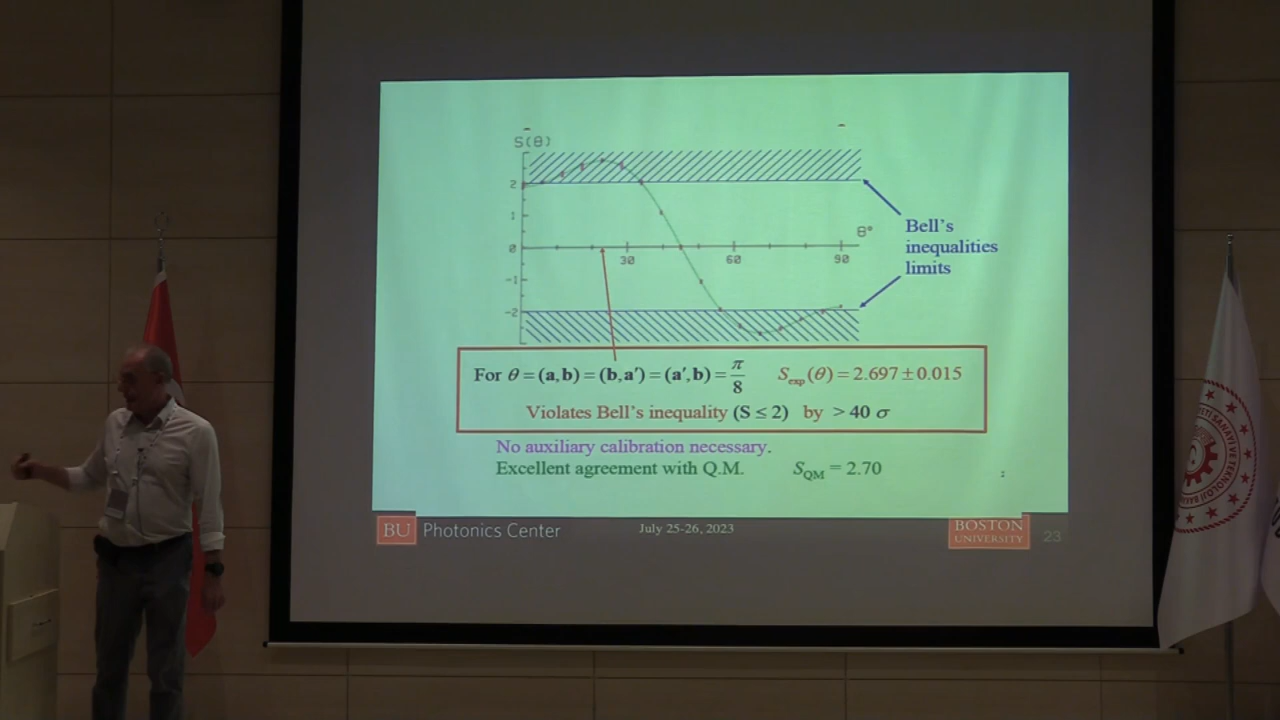 S(θ)
2
1
0
-1
-2
30
60
90
θ°
Bell's
inequalities
limits
For θ = (a,b) = (b,a′) = (a′,b) = π/8 S_exp(θ) = 2.697 ± 0.015
Violates Bell's inequality (S ≤ 2) by > 40 σ
No auxiliary calibration necessary.
Excellent agreement with Q.M. S_QM = 2.70
BU Photonics Center
July 25-26, 2023
BOSTON
UNIVERSITY
23